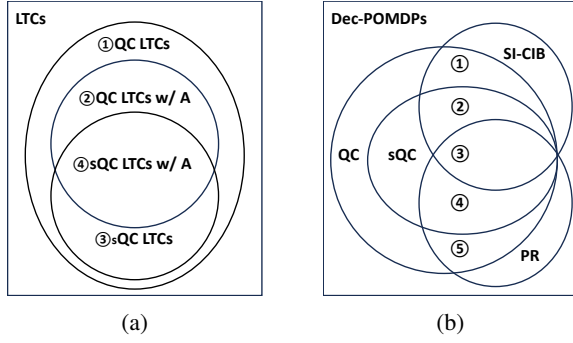 LTCs
①QC LTCs
②QC LTCs w/ A
④sQC LTCs w/ A
③sQC LTCs
(a)
Dec-POMDPs
SI-CIB
①
②
QC
sQC
③
④
⑤
PR
(b)